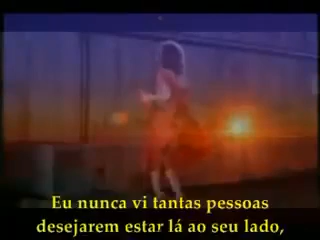 Eu nunca vi tantas pessoas
desejarem estar lá ao seu lado,